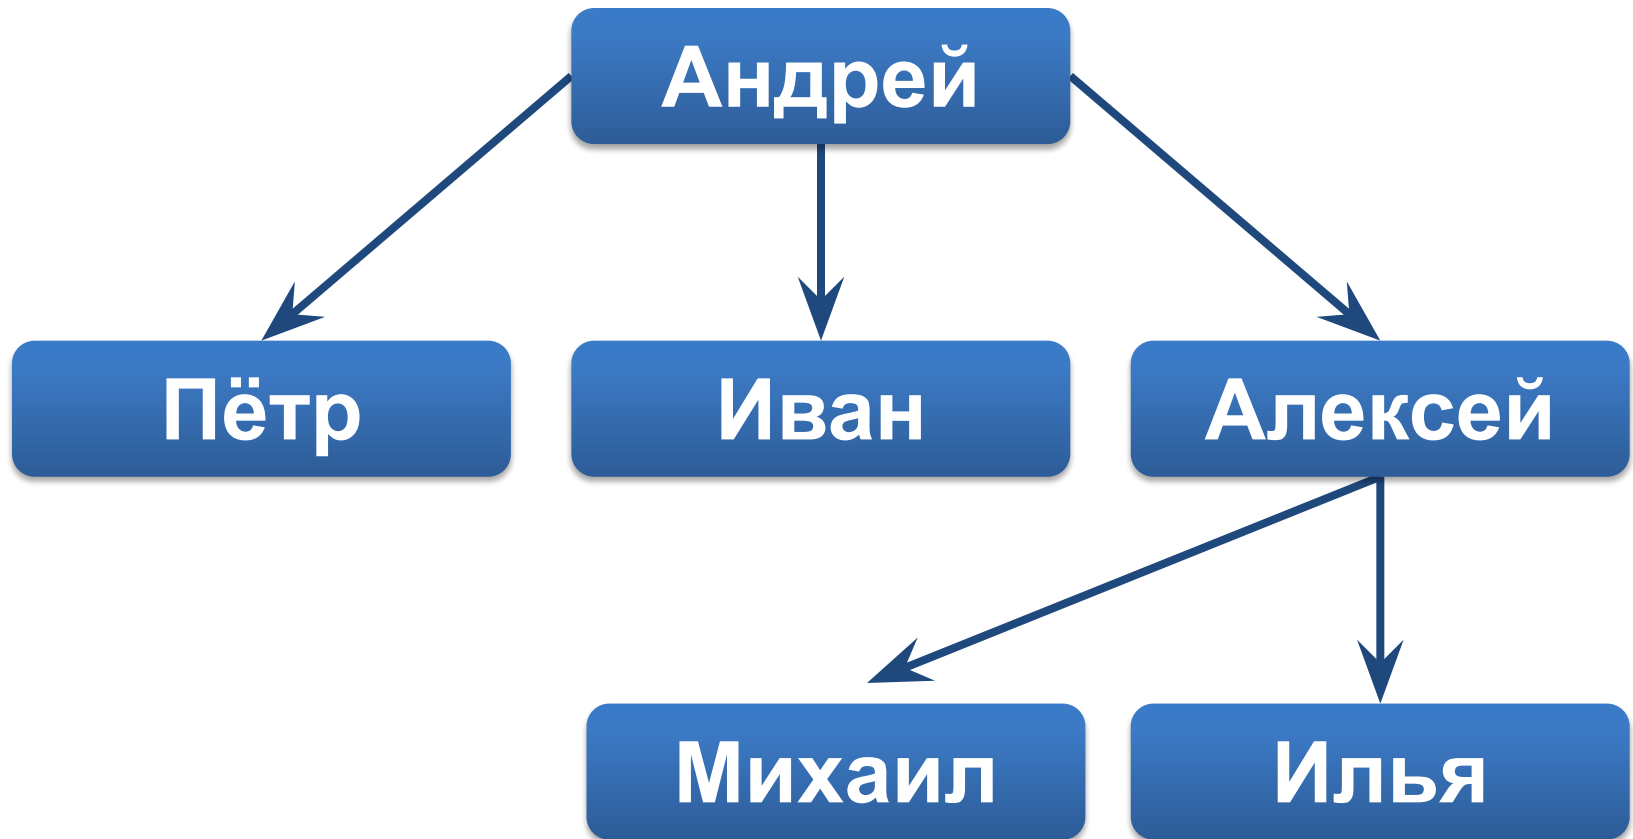 Андрей
Пётр
Иван
Алексей
Михаил
Илья